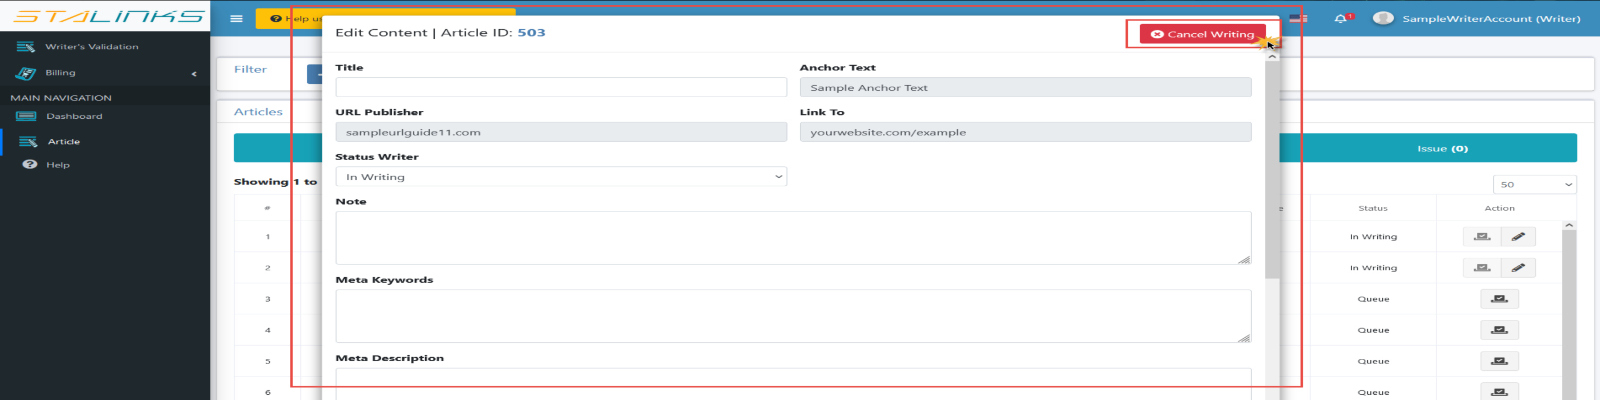 STALINKS
Help us
SampleWriterAccount (Writer)
Writer's Validation
Billing
MAIN NAVIGATION
Dashboard
Article
Help
Filter
Articles
Issue (0)
Showing 1 to
50
#
Status
Action
1
In Writing
2
In Writing
3
Queue
4
Queue
5
Queue
6
Queue
Edit Content | Article ID: 503
Cancel Writing
Title
Anchor Text
Sample Anchor Text
URL Publisher
Link To
sampleurlguide11.com
yourwebsite.com/example
Status Writer
In Writing
Note
Meta Keywords
Meta Description